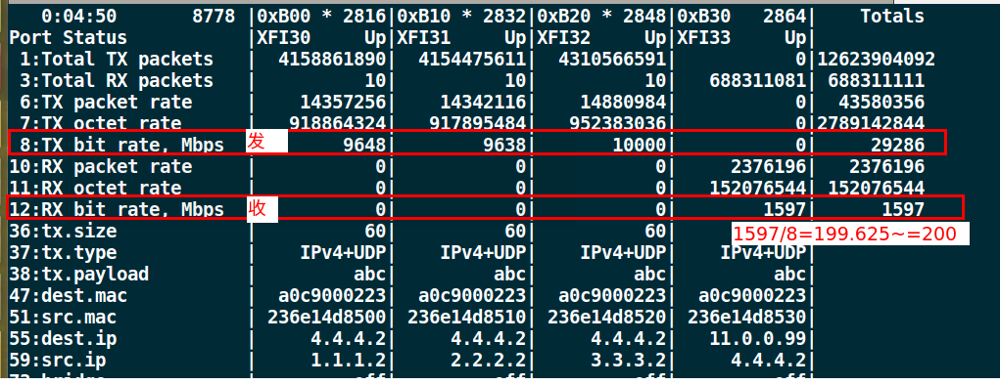 0:04:50 8778 |0xB00 * 2816|0xB10 * 2832|0xB20 * 2848|0xB30 2864| Totals
Port Status |XFI30 Up|XFI31 Up|XFI32 Up|XFI33 Up|
1:Total TX packets | 4158861890| 4154475611| 4310566591| 0|12623904092
3:Total RX packets | 10| 10| 10| 688311081| 688311111
6:TX packet rate | 14357256| 14342116| 14880984| 0| 43580356
7:TX octet rate | 918864324| 917895484| 952383036| 0|2789142844
8:TX bit rate, Mbps 发 9648| 9638| 10000| 0| 29286
10:RX packet rate | 0| 0| 0| 2376196| 2376196
11:RX octet rate | 0| 0| 0| 152076544| 152076544
12:RX bit rate, Mbps 收 0| 0| 0| 1597| 1597
36:tx.size | 60| 60| 60 1597/8=199.625~=200
37:tx.type | IPv4+UDP| IPv4+UDP| IPv4+UDP| IPv4+UDP|
38:tx.payload | abc| abc| abc| abc|
47:dest.mac | a0c9000223| a0c9000223| a0c9000223| a0c9000223|
51:src.mac |236e14d8500|236e14d8510|236e14d8520|236e14d8530|
55:dest.ip | 4.4.4.2| 4.4.4.2| 4.4.4.2| 11.0.0.99|
59:src.ip | 1.1.1.2| 2.2.2.2| 3.3.3.2| 4.4.4.2|